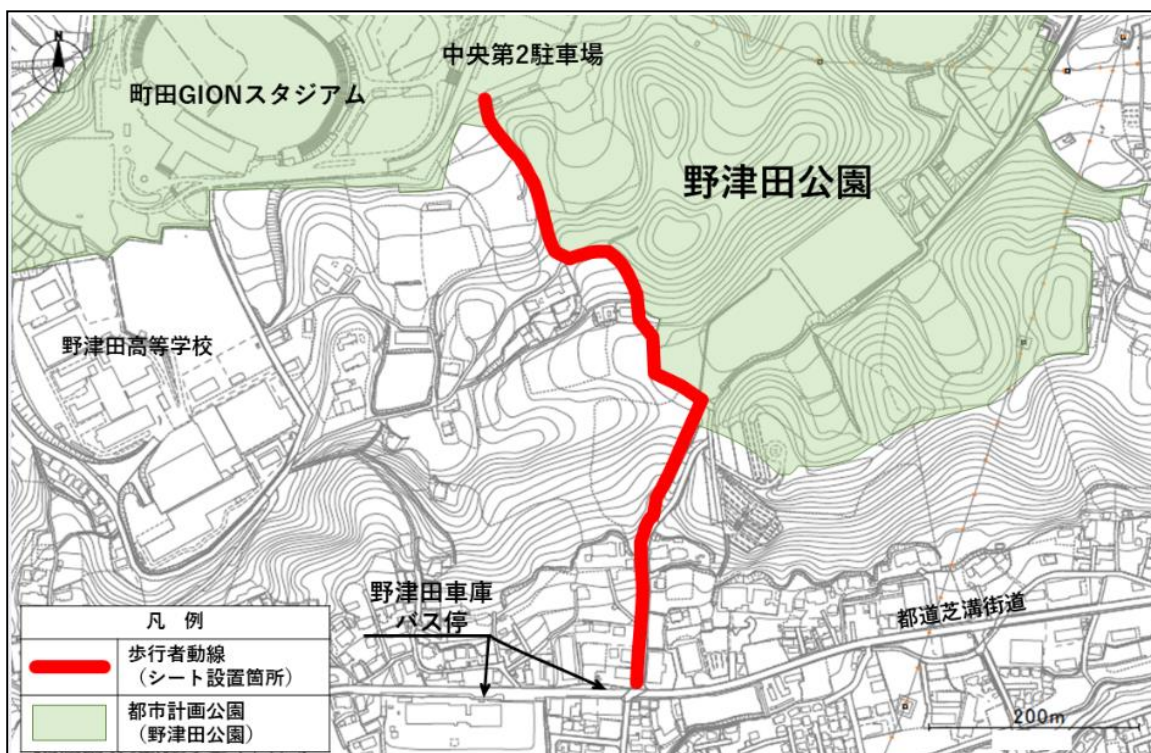 N
中央第2駐車場
町田GIONスタジアム
野津田公園
野津田高等学校
野津田車庫
バス停
都道芝溝街道
凡 例
歩行者動線
(シート設置箇所)
都市計画公園
(野津田公園)
200m